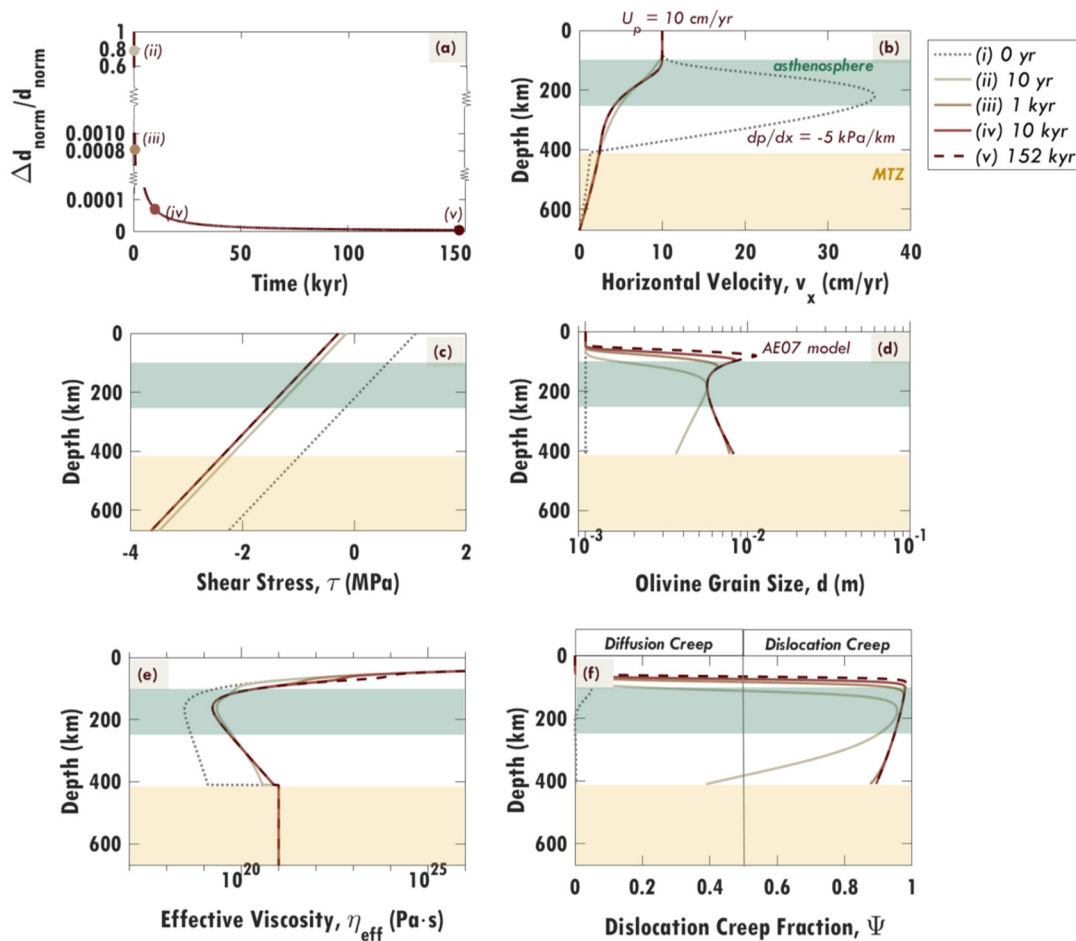 (a)
Δd_norm/d_norm
1
0.8
0.6
0.0010
0.0008
0.0001
0
(ii)
(iii)
(iv)
(v)
0 50 100 150
Time (kyr)
U_p = 10 cm/yr
(b)
asthenosphere
dp/dx = -5 kPa/km
MTZ
Depth (km)
0
200
400
600
0 10 20 30 40
Horizontal Velocity, v_x (cm/yr)
(i) 0 yr
(ii) 10 yr
(iii) 1 kyr
(iv) 10 kyr
(v) 152 kyr
(c)
Depth (km)
0
200
400
600
-4 -2 0 2
Shear Stress, τ (MPa)
AE07 model
(d)
Depth (km)
0
200
400
600
10^-3 10^-2 10^-1
Olivine Grain Size, d (m)
(e)
Depth (km)
0
200
400
600
10^20 10^25
Effective Viscosity, η_eff (Pa·s)
Diffusion Creep Dislocation Creep
(f)
Depth (km)
0
200
400
600
0 0.2 0.4 0.6 0.8 1
Dislocation Creep Fraction, Ψ